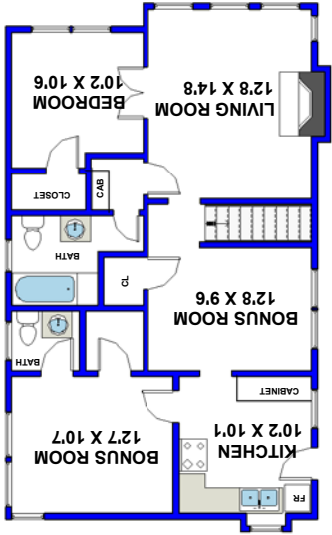 BEDROOM
10'2 X 10'6
LIVING ROOM
12'8 X 14'8
CLOSET
CAB
BATH
CL
BONUS ROOM
12'8 X 9'6
BATH
CABINET
BONUS ROOM
12'7 X 10'7
KITCHEN
10'2 X 10'1
FR